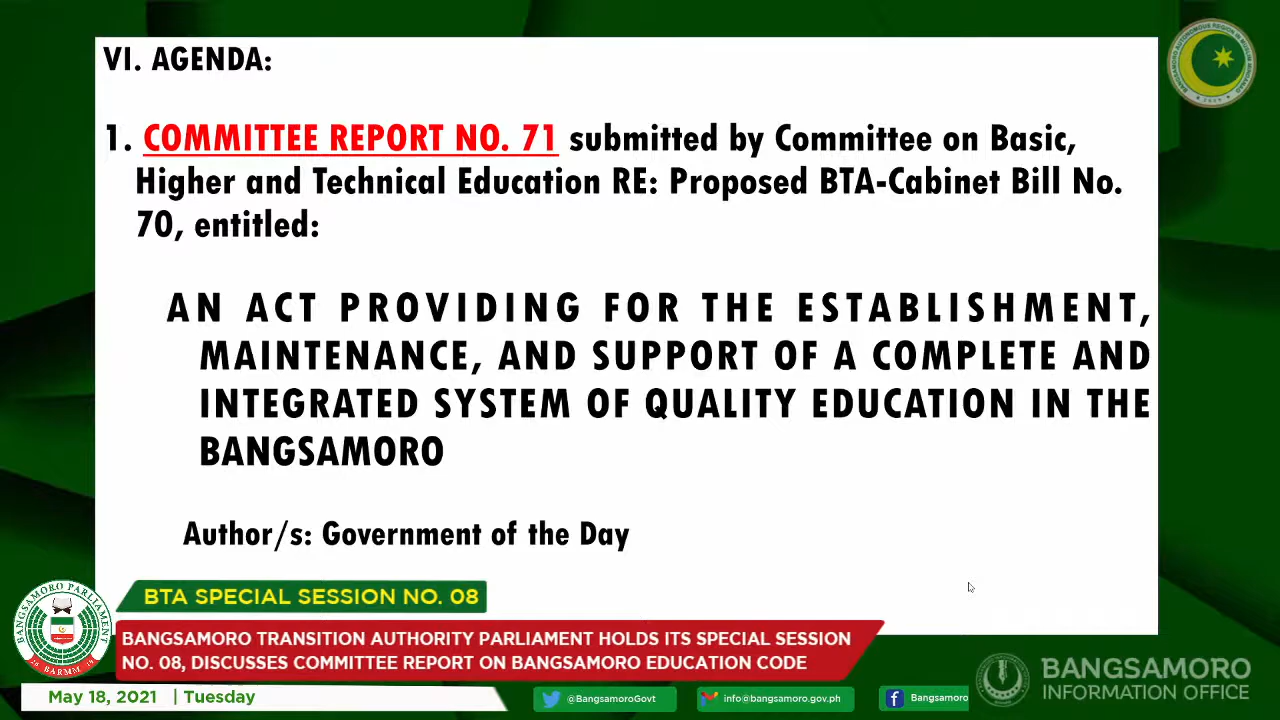 VI. AGENDA:
1. COMMITTEE REPORT NO. 71 submitted by Committee on Basic,
Higher and Technical Education RE: Proposed BTA-Cabinet Bill No.
70, entitled:
AN ACT PROVIDING FOR THE ESTABLISHMENT,
MAINTENANCE, AND SUPPORT OF A COMPLETE AND
INTEGRATED SYSTEM OF QUALITY EDUCATION IN THE
BANGSAMORO
Author/s: Government of the Day
BANGSAMORO PARLIAMENT
BARMM
BTA SPECIAL SESSION NO. 08
BANGSAMORO TRANSITION AUTHORITY PARLIAMENT HOLDS ITS SPECIAL SESSION
NO. 08, DISCUSSES COMMITTEE REPORT ON BANGSAMORO EDUCATION CODE
May 18, 2021 | Tuesday
@BangsamoroGovt
info@bangsamoro.gov.ph
Bangsamoro
BANGSAMORO
INFORMATION OFFICE